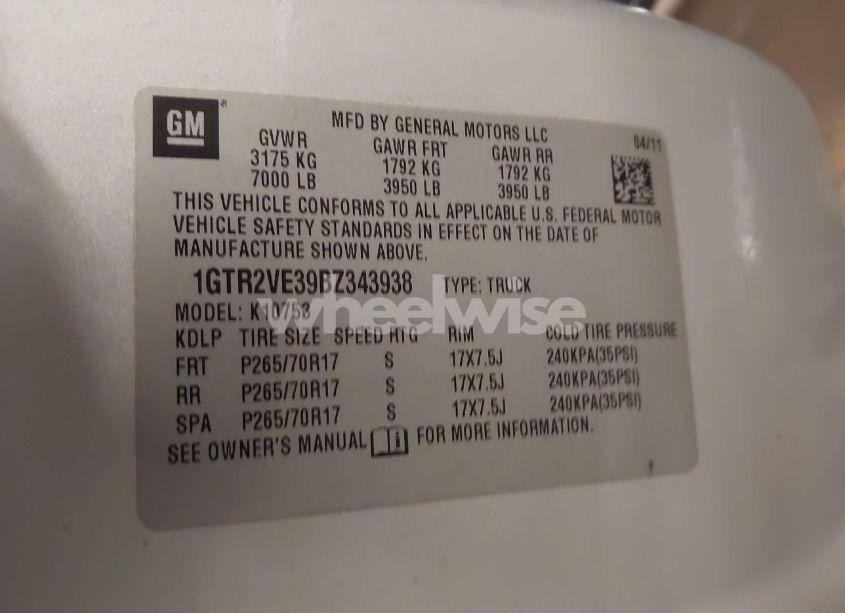 GM
MFD BY GENERAL MOTORS LLC
04/11
GVWR GAWR FRT GAWR RR
3175 KG 1792 KG 1792 KG
7000 LB 3950 LB 3950 LB
THIS VEHICLE CONFORMS TO ALL APPLICABLE U.S. FEDERAL MOTOR
VEHICLE SAFETY STANDARDS IN EFFECT ON THE DATE OF
MANUFACTURE SHOWN ABOVE.
1GTR2VE39BZ343938 TYPE: TRUCK
wheelwise
MODEL: K10753
KDLP TIRE SIZE SPEED RTG RIM COLD TIRE PRESSURE
FRT P265/70R17 S 17X7.5J 240KPA(35PSI)
RR P265/70R17 S 17X7.5J 240KPA(35PSI)
SPA P265/70R17 S 17X7.5J 240KPA(35PSI)
SEE OWNER'S MANUAL FOR MORE INFORMATION.